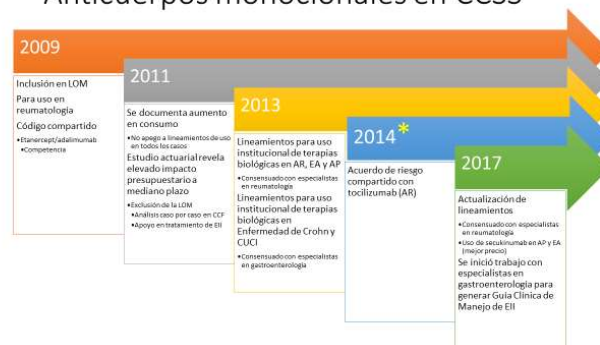 Anticuerpos monoclonales en CCSS
2009
Inclusión en LOM
Para uso en
reumatología
Código compartido
•Etanercept/adelimumab
•Competencia
2011
Se documenta aumento
en consumo
•No apego a lineamientos de uso
en todos los casos
Estudio actuarial revela
elevado impacto
presupuestario a
mediano plazo
•Exclusión de la LOM
•Análisis caso por caso en CCF
•Apoyo en tratamiento de EII
2013
Lineamientos para uso
institucional de terapias
biológicas en AR, EA y AP
•Consensuado con especialistas
en reumatología
Lineamientos para uso
institucional de terapias
biológicas en
Enfermedad de Crohn y
CUCI
•Consensuado con especialistas
en gastroenterología
2014*
Acuerdo de riesgo
compartido con
tocilizumab (AR)
2017
Actualización de
lineamientos
•Consensuado con especialistas
en reumatología
•Uso de secukinumab en AP y EA
(mejor precio)
Se inició trabajo con
especialistas en
gastroenterología para
generar Guía Clínica de
Manejo de EII